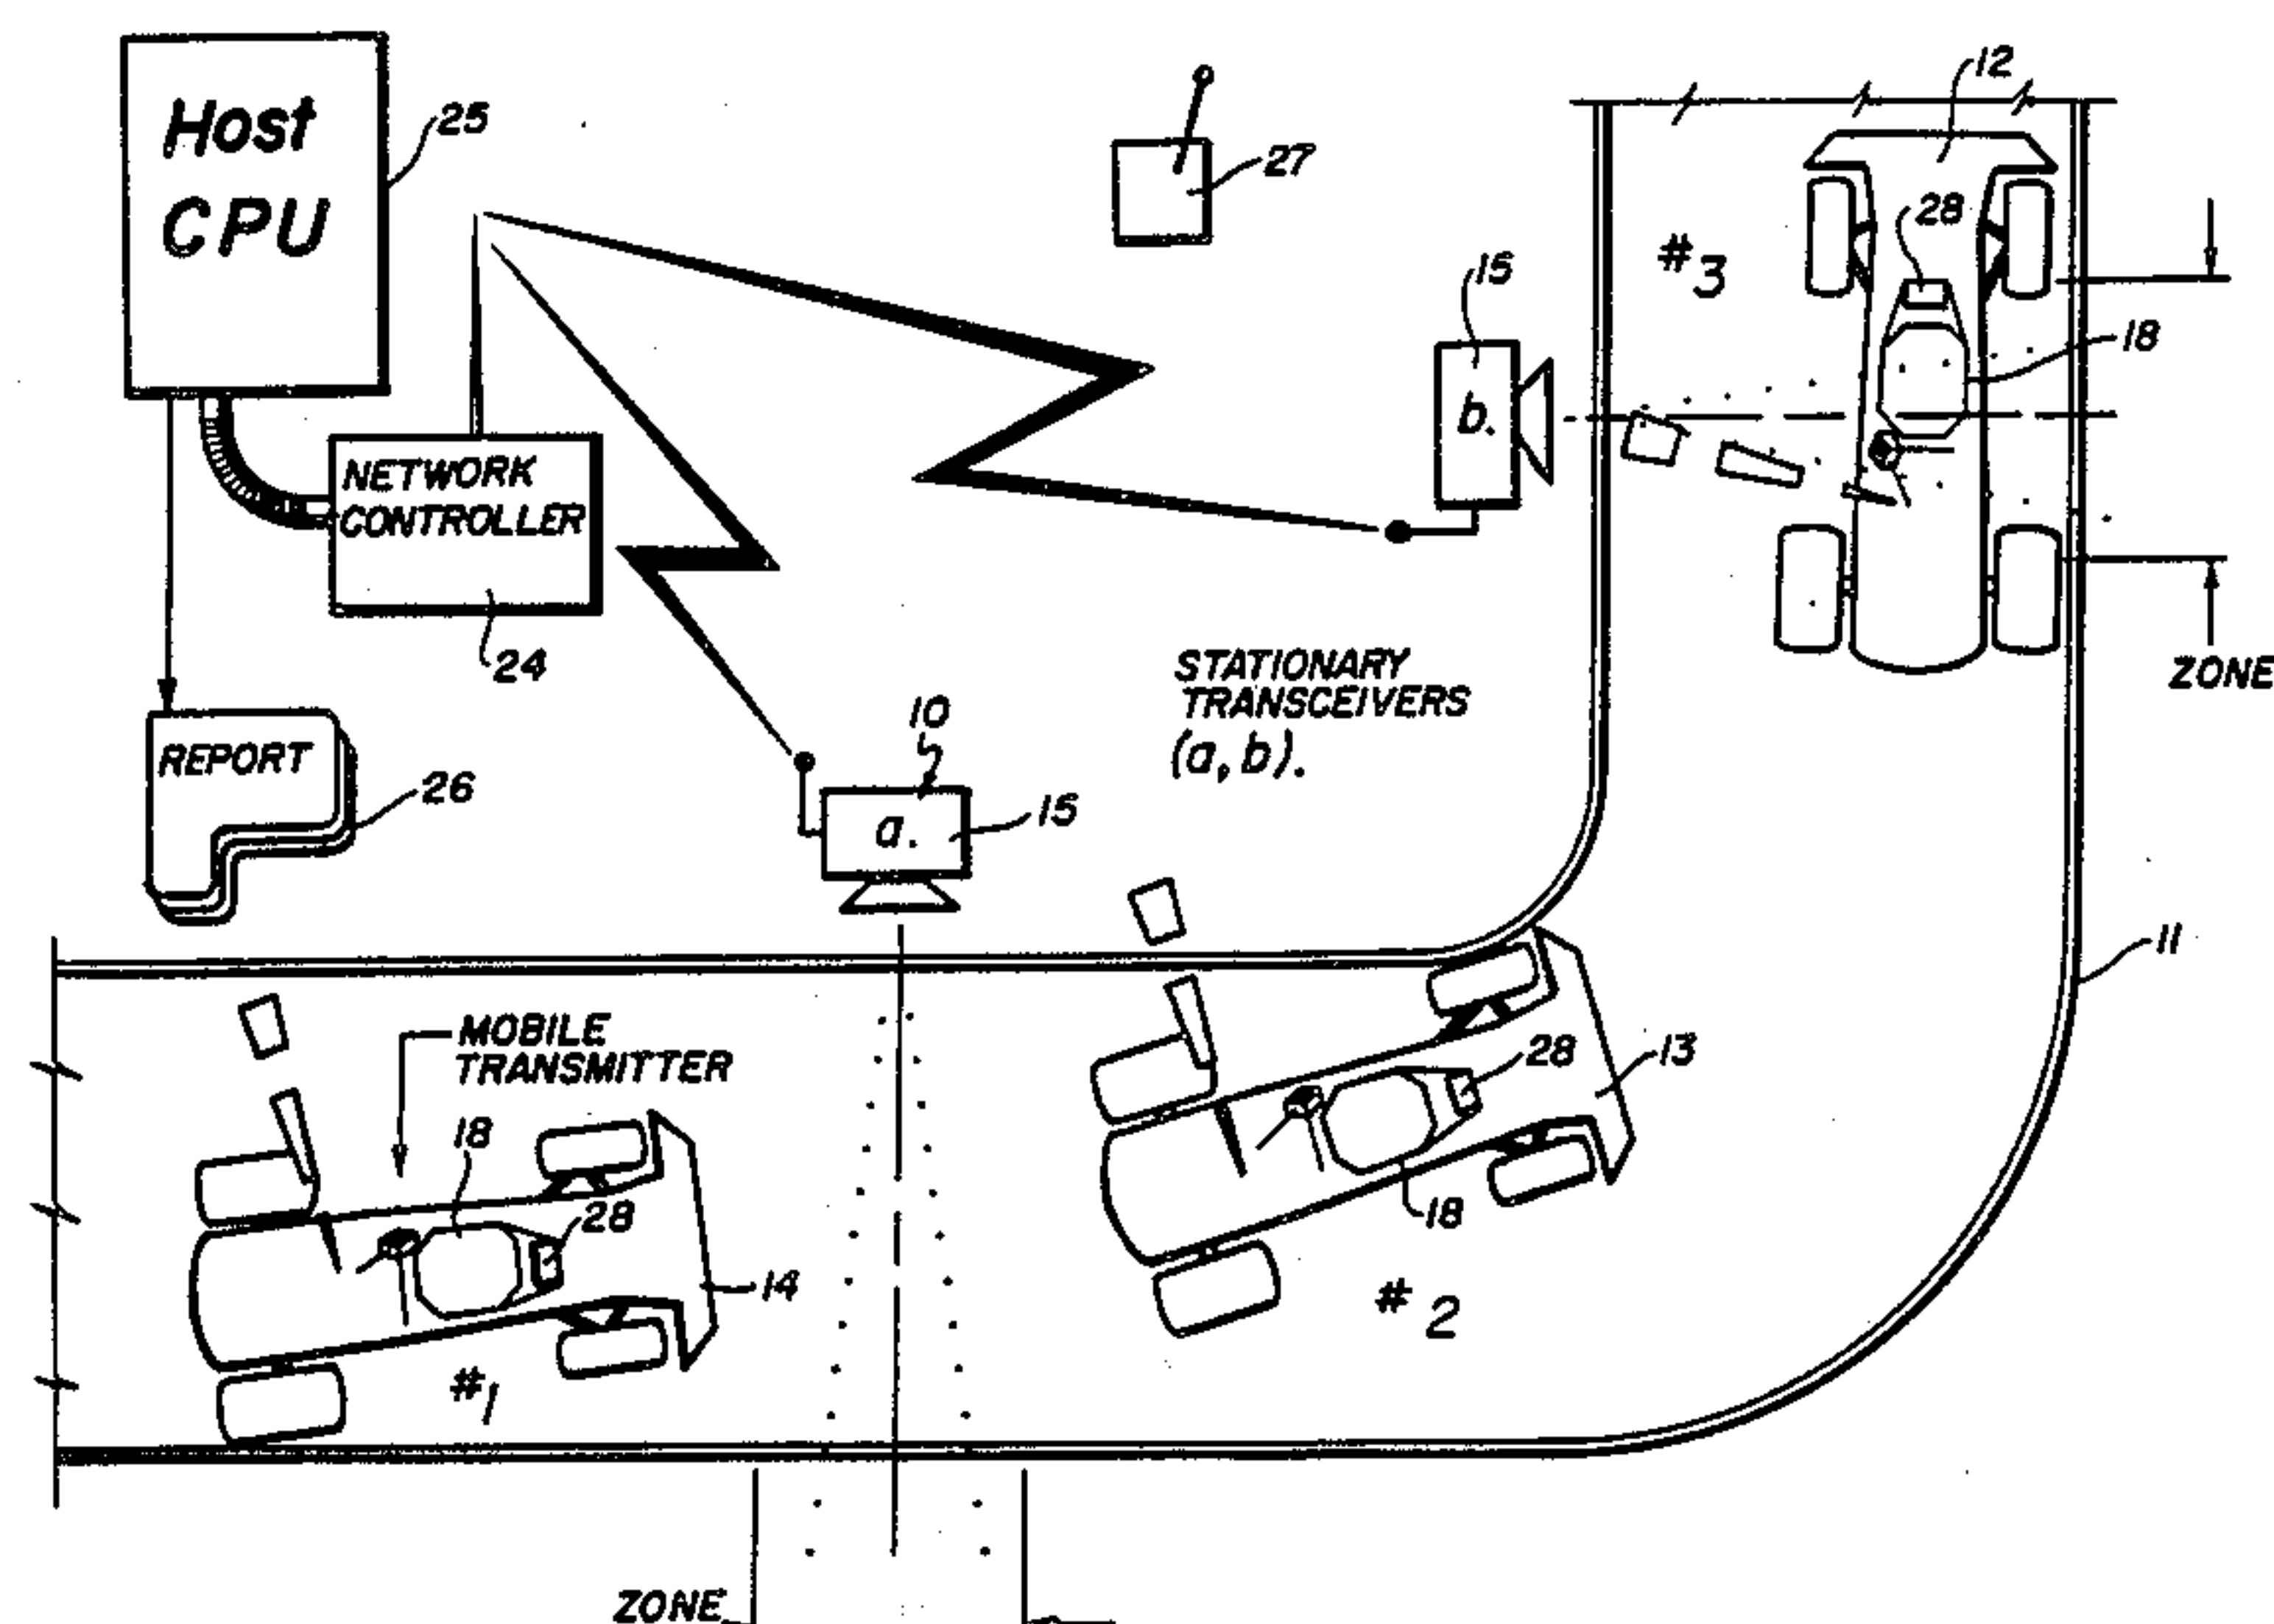 Host
CPU
25
NETWORK
CONTROLLER
24
REPORT
26
27
12
28
#3
15
b.
18
ZONE
STATIONARY
TRANSCEIVERS
(a, b).
10
a.
15
11
MOBILE
TRANSMITTER
18
28
14
#1
28
13
18
#2
ZONE